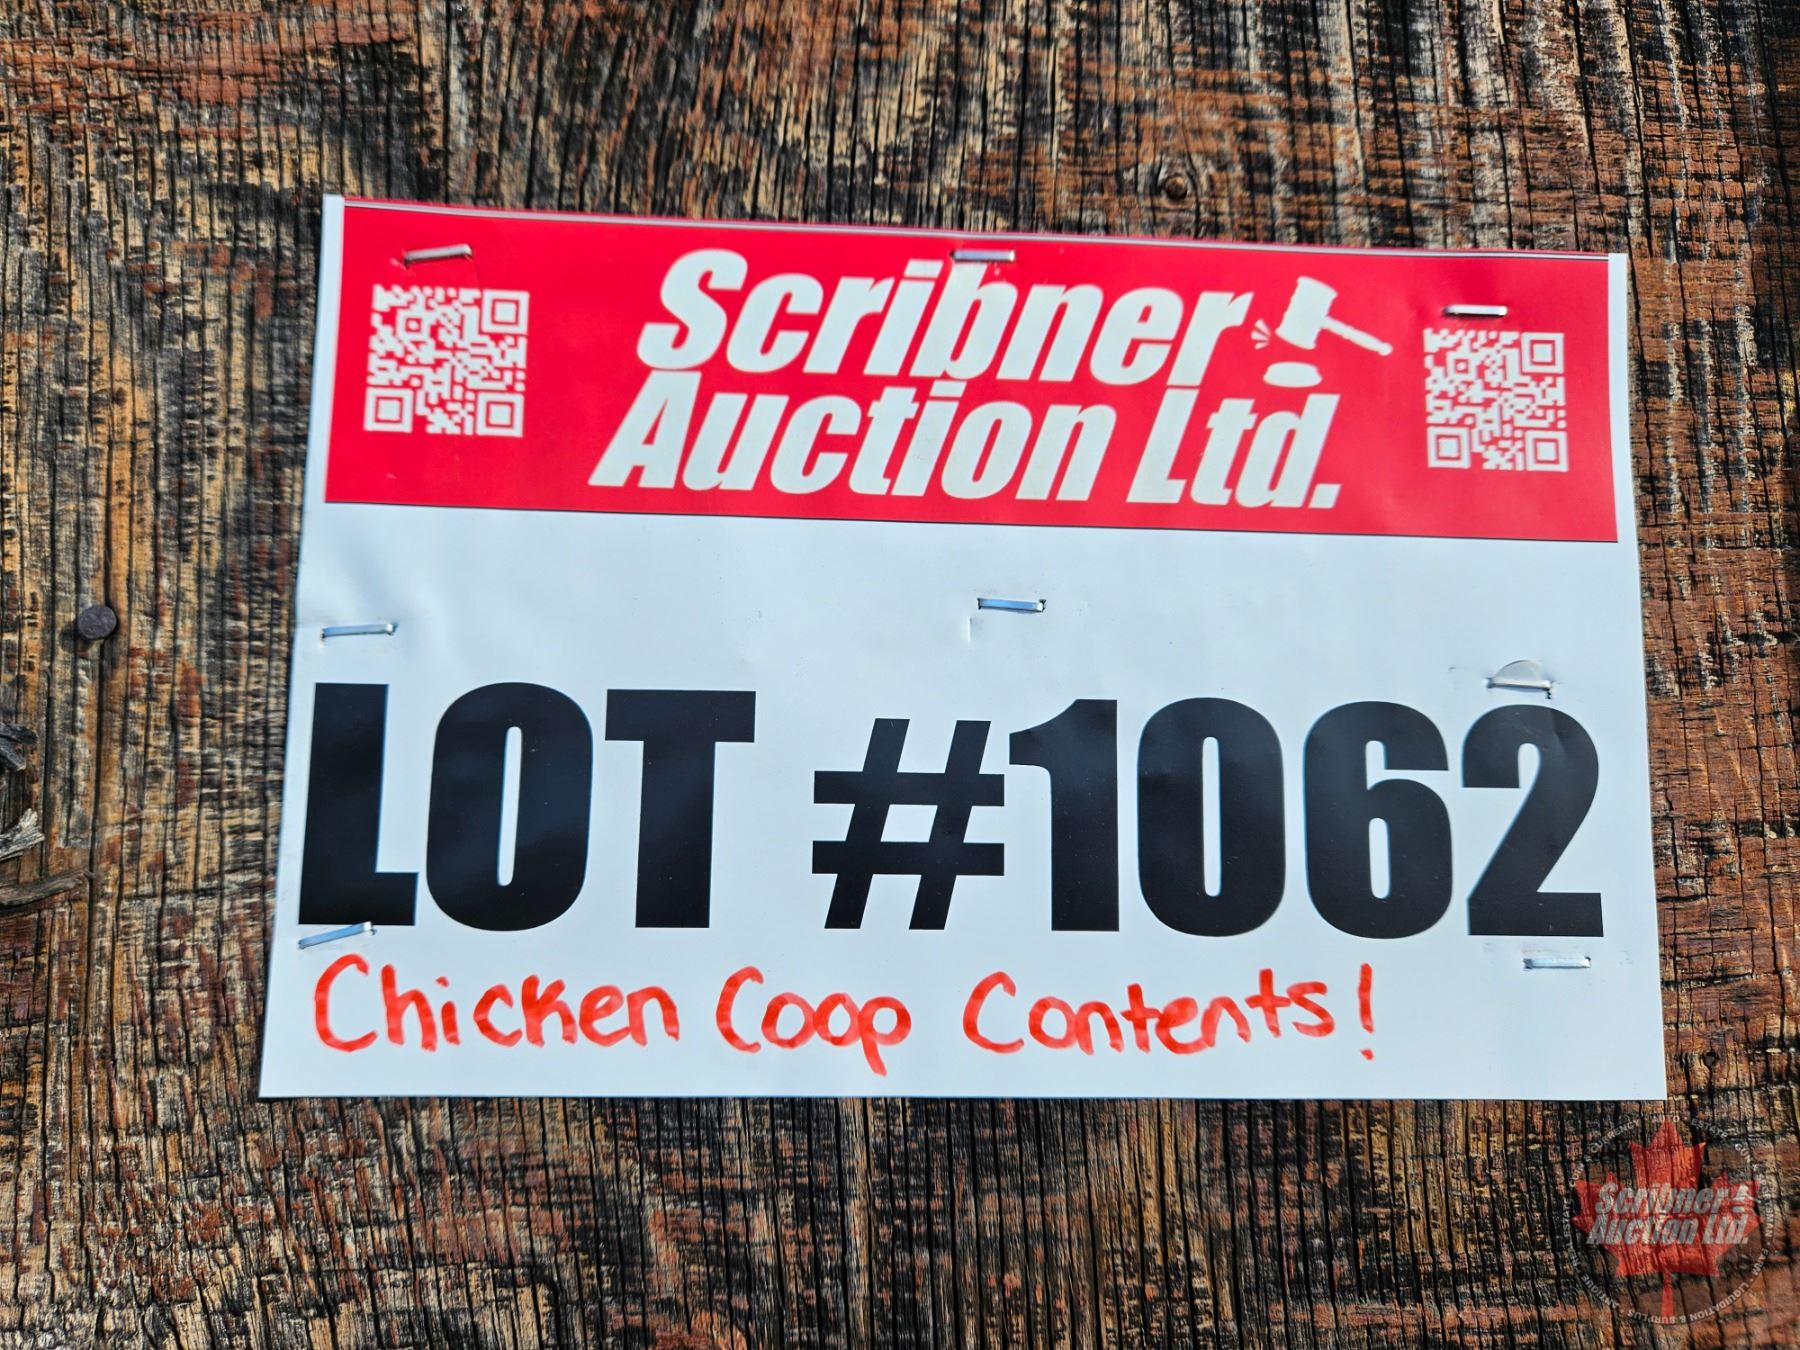 Scribner
Auction Ltd.
LOT #1062
Chicken Coop Contents!
Scribner
Auction Ltd.